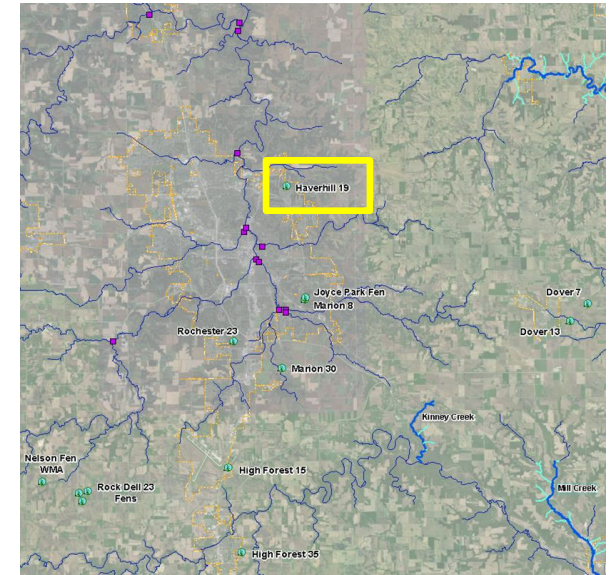 Haverhill 19
Joyce Park Fen
Marion 8
Dover 7
Dover 13
Rochester 23
Marion 30
Kinney Creek
Nelson Fen
WMA
High Forest 15
Rock Dell 23
Fens
Mill Creek
High Forest 35